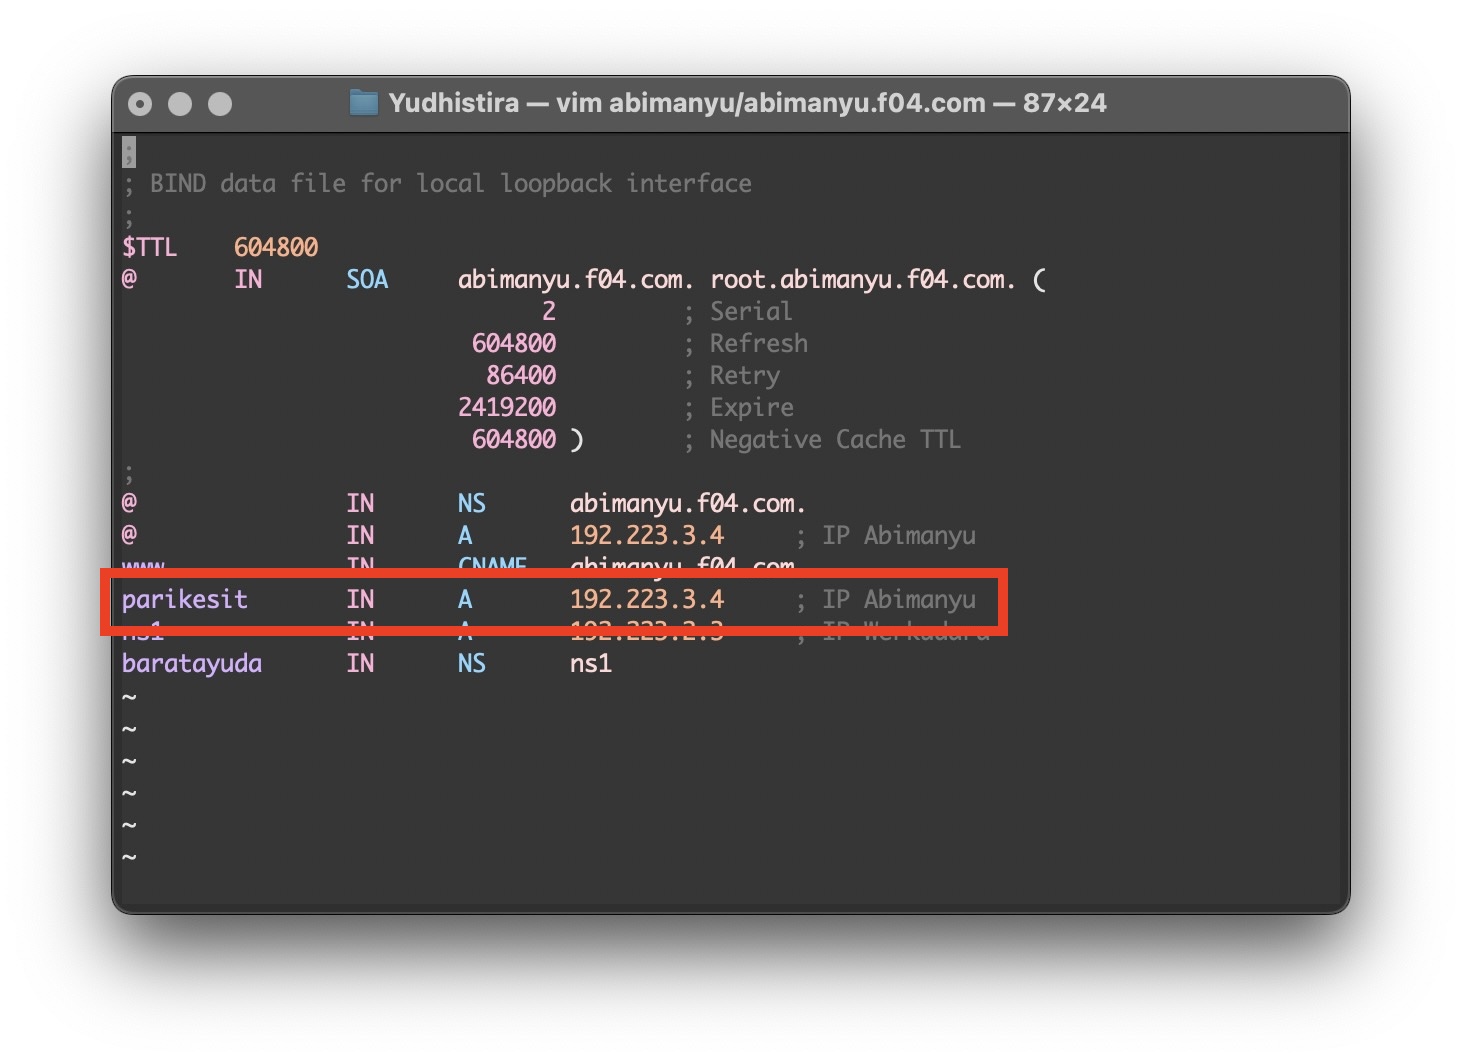 Yudhistira — vim abimanyu/abimanyu.f04.com — 87×24
;
; BIND data file for local loopback interface
;
$TTL 604800
@ IN SOA abimanyu.f04.com. root.abimanyu.f04.com. (
2 ; Serial
604800 ; Refresh
86400 ; Retry
2419200 ; Expire
604800 ) ; Negative Cache TTL
;
@ IN NS abimanyu.f04.com.
@ IN A 192.223.3.4 ; IP Abimanyu
www IN CNAME abimanyu.f04.com.
parikesit IN A 192.223.3.4 ; IP Abimanyu
ns1 IN A 192.223.2.3 ; IP Werkudara
baratayuda IN NS ns1
~
~
~
~
~
~